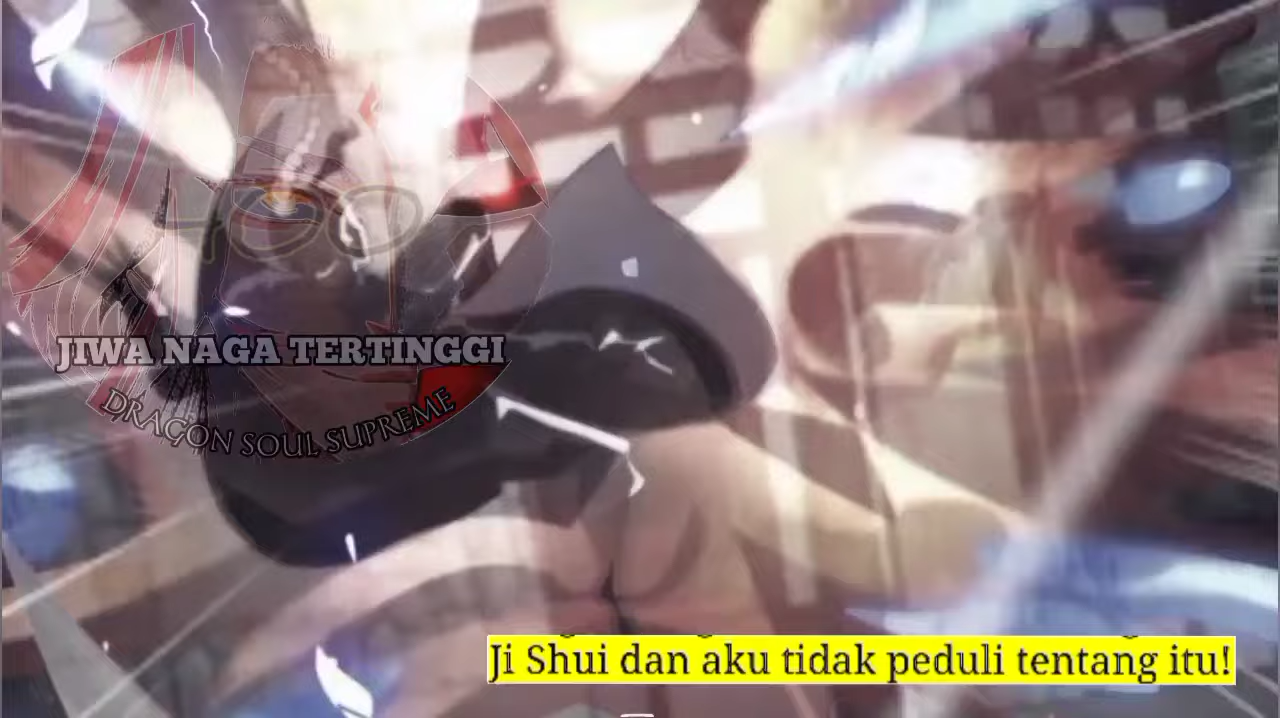 JIWA NAGA TERTINGGI
DRAGON SOUL SUPREME
Ji Shui dan aku tidak peduli tentang itu!